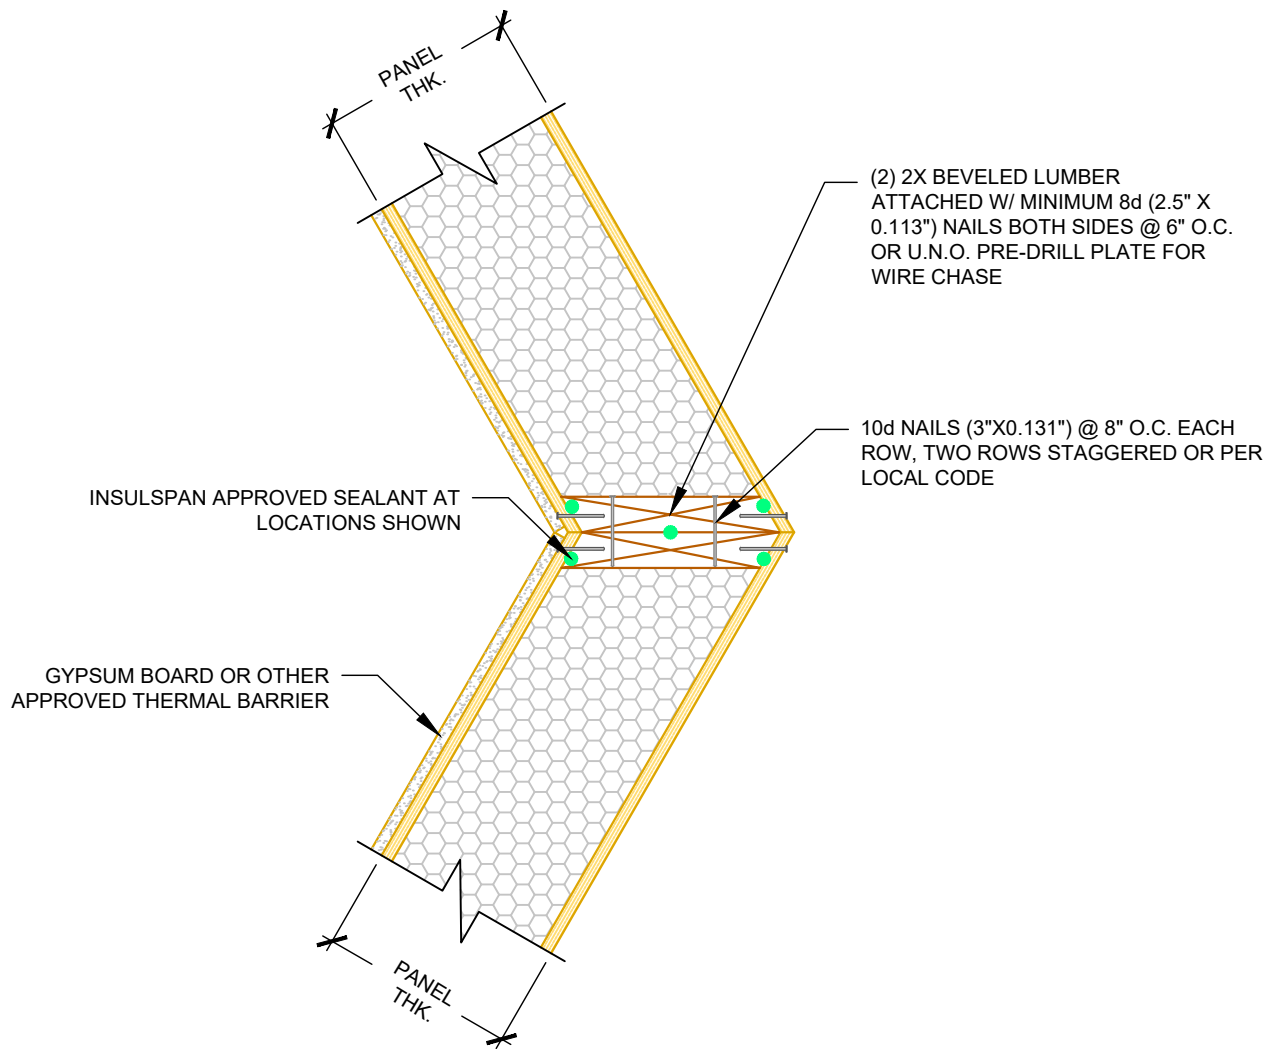 PANEL
THK.
(2) 2X BEVELED LUMBER
ATTACHED W/ MINIMUM 8d (2.5" X
0.113") NAILS BOTH SIDES @ 6" O.C.
OR U.N.O. PRE-DRILL PLATE FOR
WIRE CHASE
10d NAILS (3"X0.131") @ 8" O.C. EACH
ROW, TWO ROWS STAGGERED OR PER
LOCAL CODE
INSULSPAN APPROVED SEALANT AT
LOCATIONS SHOWN
GYPSUM BOARD OR OTHER
APPROVED THERMAL BARRIER
PANEL
THK.